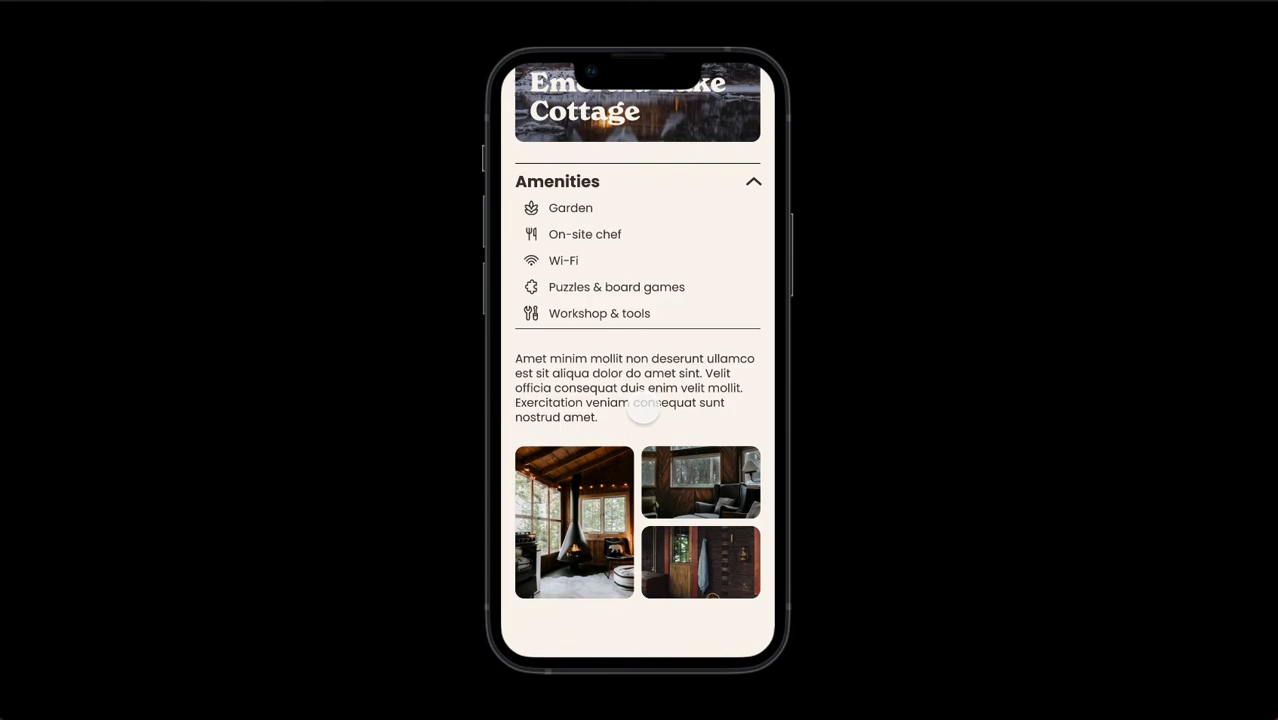 Emerald Lake
Cottage
Amenities
Garden
On-site chef
Wi-Fi
Puzzles & board games
Workshop & tools
Amet minim mollit non deserunt ullamco
est sit aliqua dolor do amet sint. Velit
officia consequat duis enim velit mollit.
Exercitation veniam consequat sunt
nostrud amet.